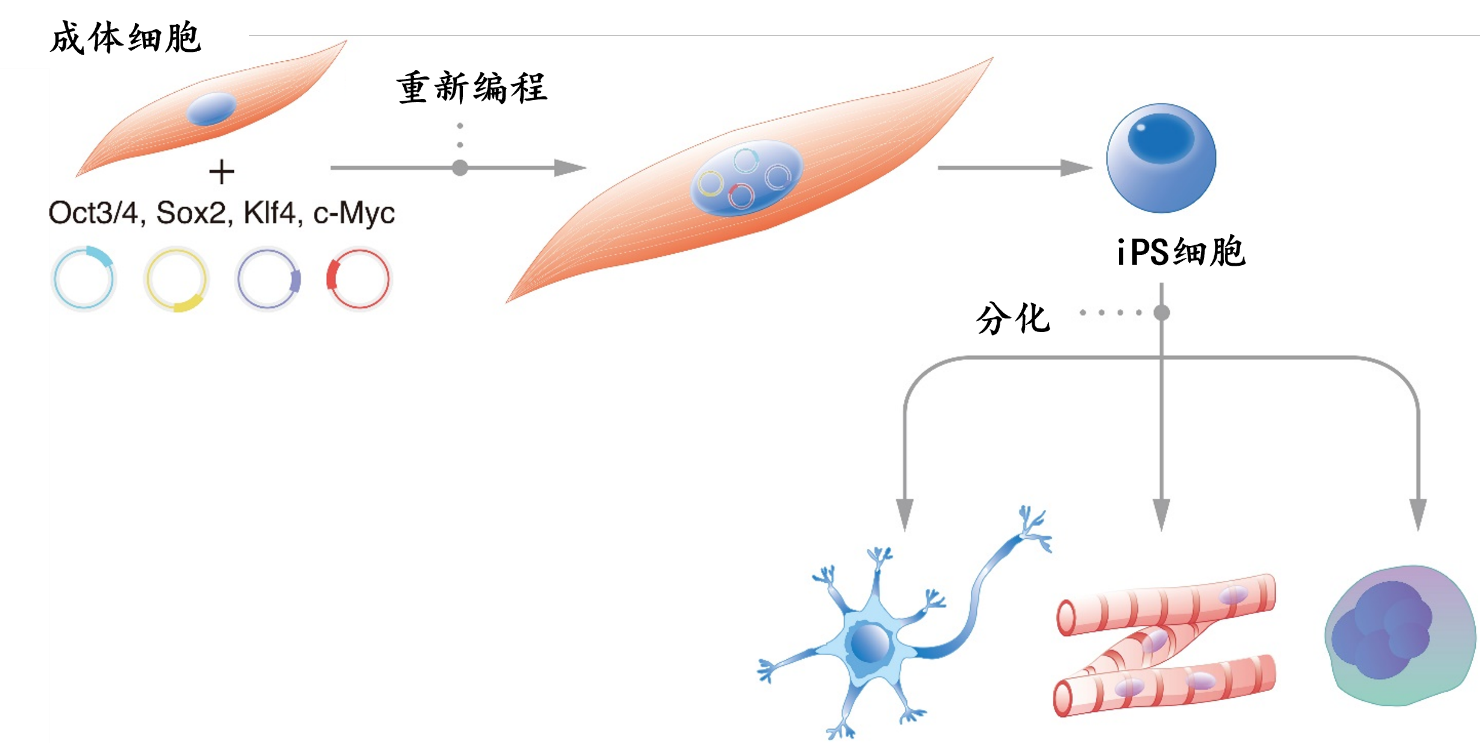 成体细胞
重新编程
+
Oct3/4, Sox2, Klf4, c-Myc
iPS细胞
分化